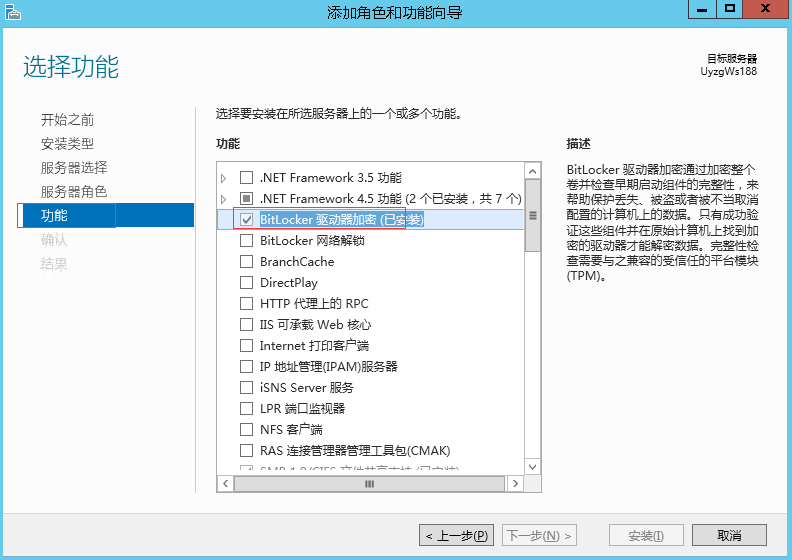 添加角色和功能向导
选择功能
目标服务器
UyzgWs188
开始之前
安装类型
服务器选择
服务器角色
功能
确认
结果
选择要安装在所选服务器上的一个或多个功能。
功能
.NET Framework 3.5 功能
.NET Framework 4.5 功能 (2 个已安装，共 7 个)
BitLocker 驱动器加密 (已安装)
BitLocker 网络解锁
BranchCache
DirectPlay
HTTP 代理上的 RPC
IIS 可承载 Web 核心
Internet 打印客户端
IP 地址管理(IPAM)服务器
iSNS Server 服务
LPR 端口监视器
NFS 客户端
RAS 连接管理器管理工具包(CMAK)
SMB 1.0/CIFS 文件共享支持 (已安装)
描述
BitLocker 驱动器加密通过加密整个
卷并检查早期启动组件的完整性，来
帮助保护丢失、被盗或者被不当取消
配置的计算机上的数据。只有成功验
证这些组件并在原始计算机上找到加
密的驱动器才能解密数据。完整性检
查需要与之兼容的受信任的平台模块
(TPM)。
< 上一步(P)
下一步(N) >
安装(I)
取消